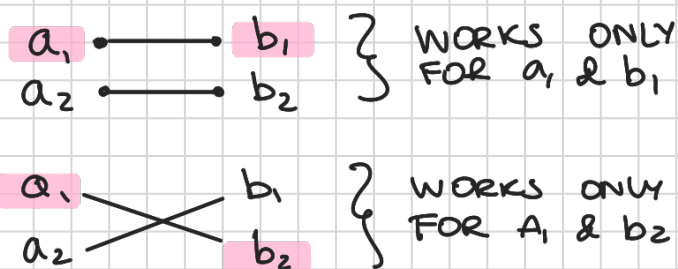 a₁ b₁ } WORKS ONLY
a₂ b₂ FOR a₁ & b₁
a₁ b₁ } WORKS ONLY
a₂ b₂ FOR A₁ & b₂